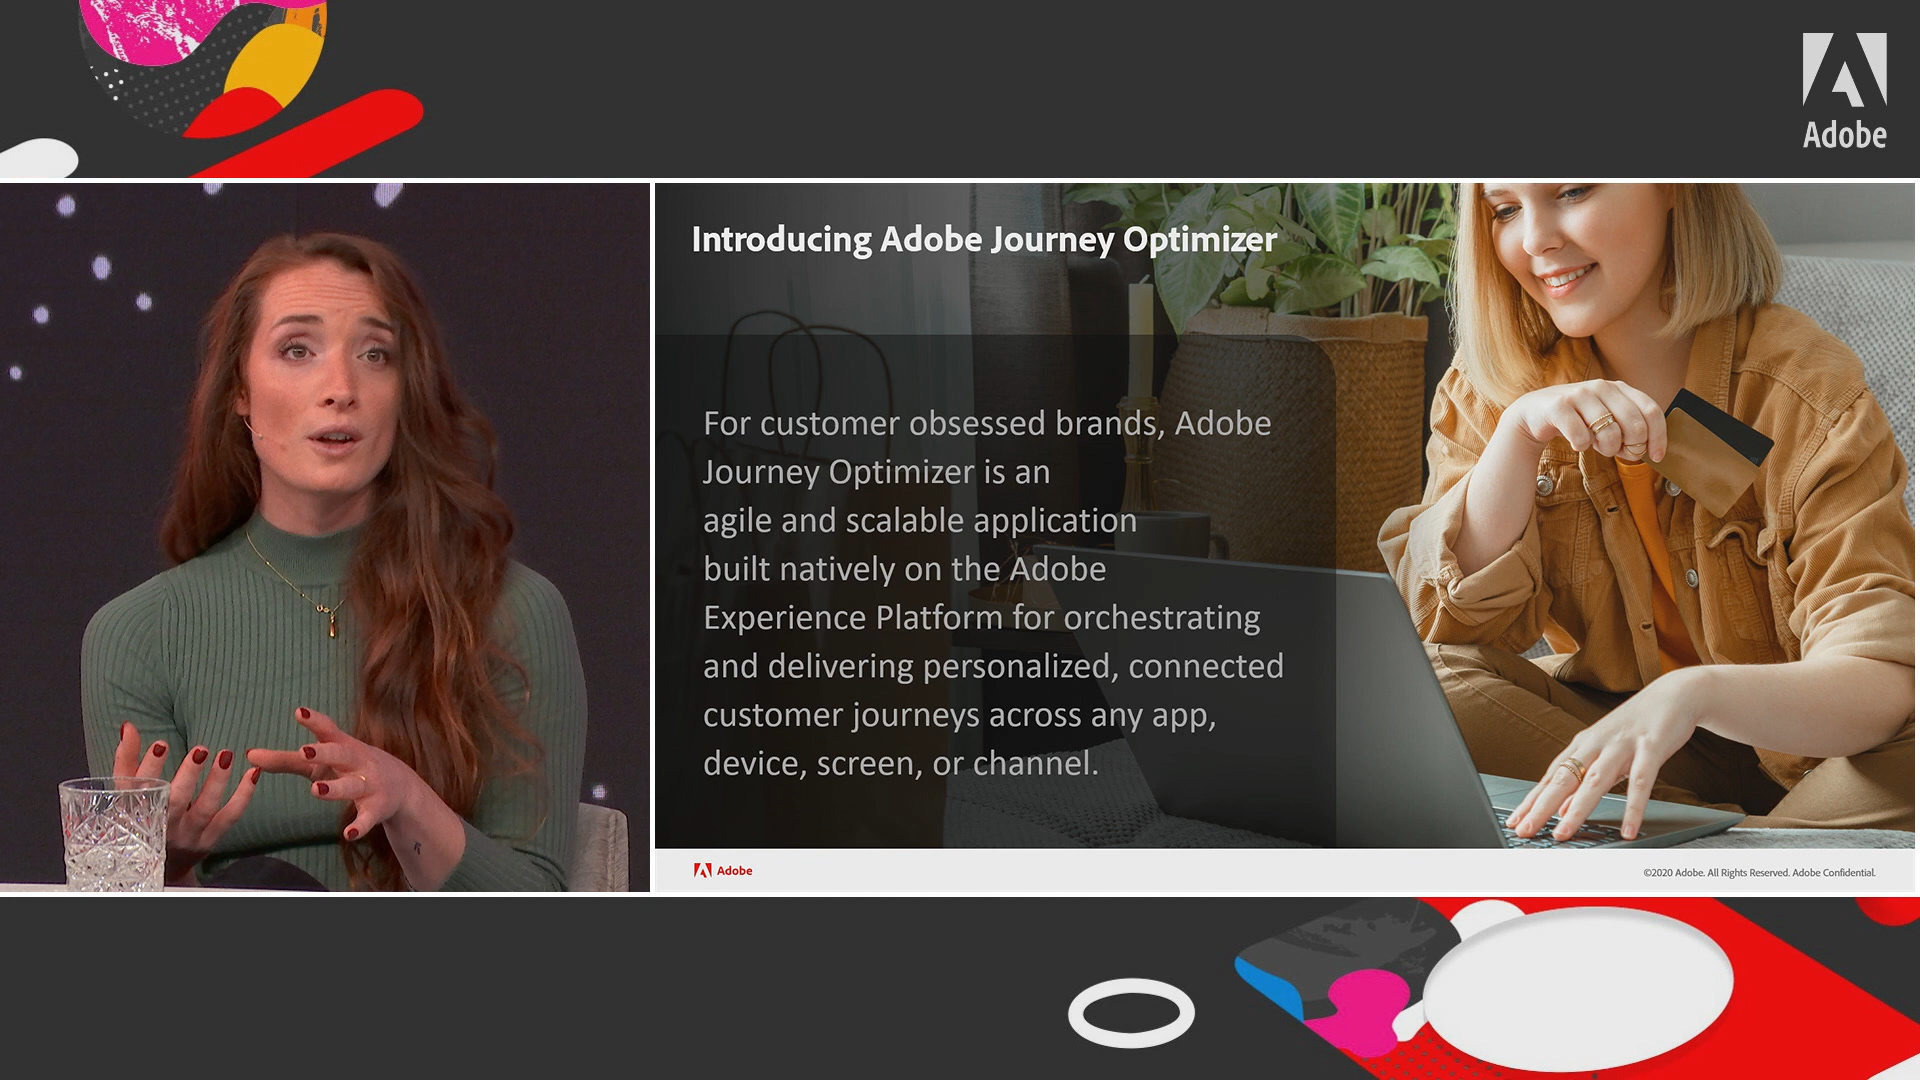 Adobe
Introducing Adobe Journey Optimizer
For customer obsessed brands, Adobe
Journey Optimizer is an
agile and scalable application
built natively on the Adobe
Experience Platform for orchestrating
and delivering personalized, connected
customer journeys across any app,
device, screen, or channel.
Adobe
©2020 Adobe. All Rights Reserved. Adobe Confidential.